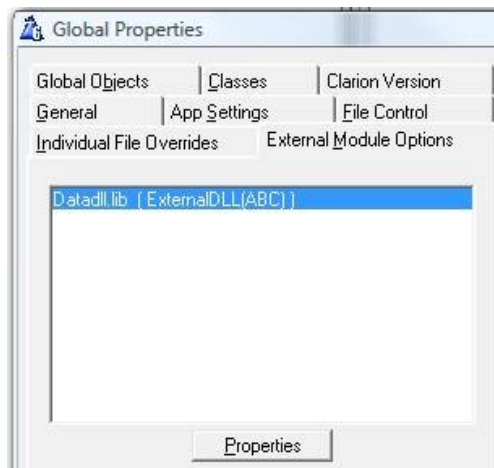 Global Properties
Global Objects Classes Clarion Version
General App Settings File Control
Individual File Overrides External Module Options
Datadll.lib ( ExternalDLL(ABC) )
Properties